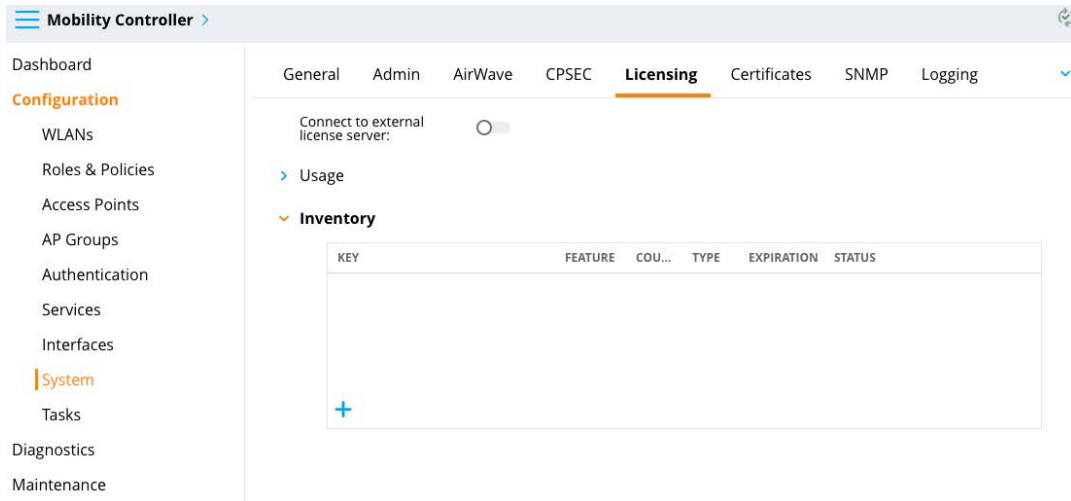 Mobility Controller >
Dashboard
Configuration
WLANs
Roles & Policies
Access Points
AP Groups
Authentication
Services
Interfaces
System
Tasks
Diagnostics
Maintenance
General Admin AirWave CPSEC Licensing Certificates SNMP Logging
Connect to external
license server:
Usage
Inventory
KEY FEATURE COU... TYPE EXPIRATION STATUS
+